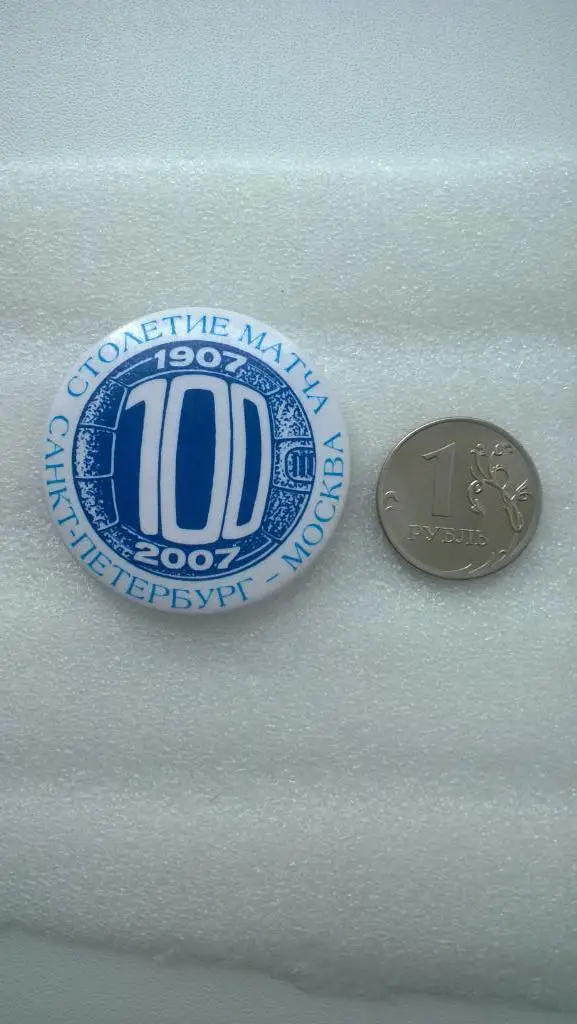 СТОЛЕТИЕ МАТЧА
1907
100
2007
САНКТ-ПЕТЕРБУРГ - МОСКВА
1
РУБЛЬ